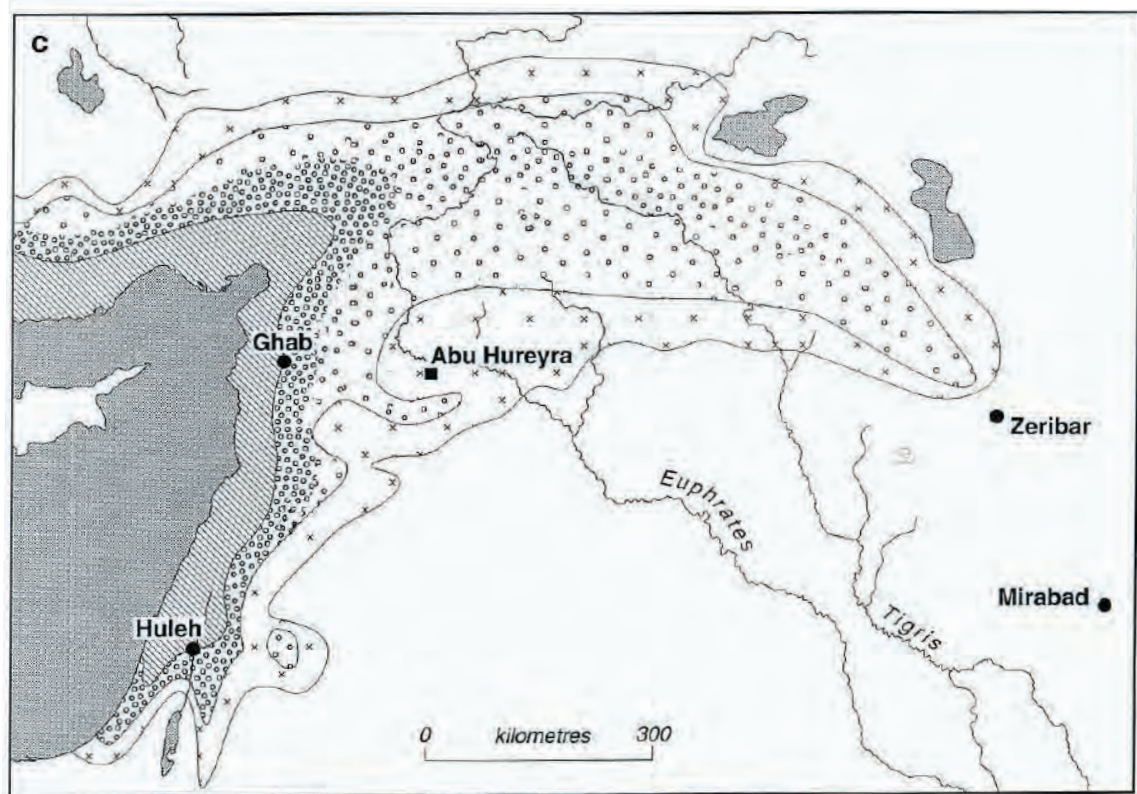 C
Ghab
Abu Hureyra
Zeribar
Euphrates
Mirabad
Huleh
Tigris
0 kilometres 300